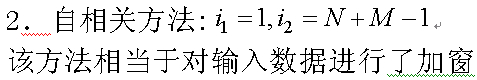 2．自相关方法: i₁ = 1, i₂ = N + M − 1
该方法相当于对输入数据进行了加窗